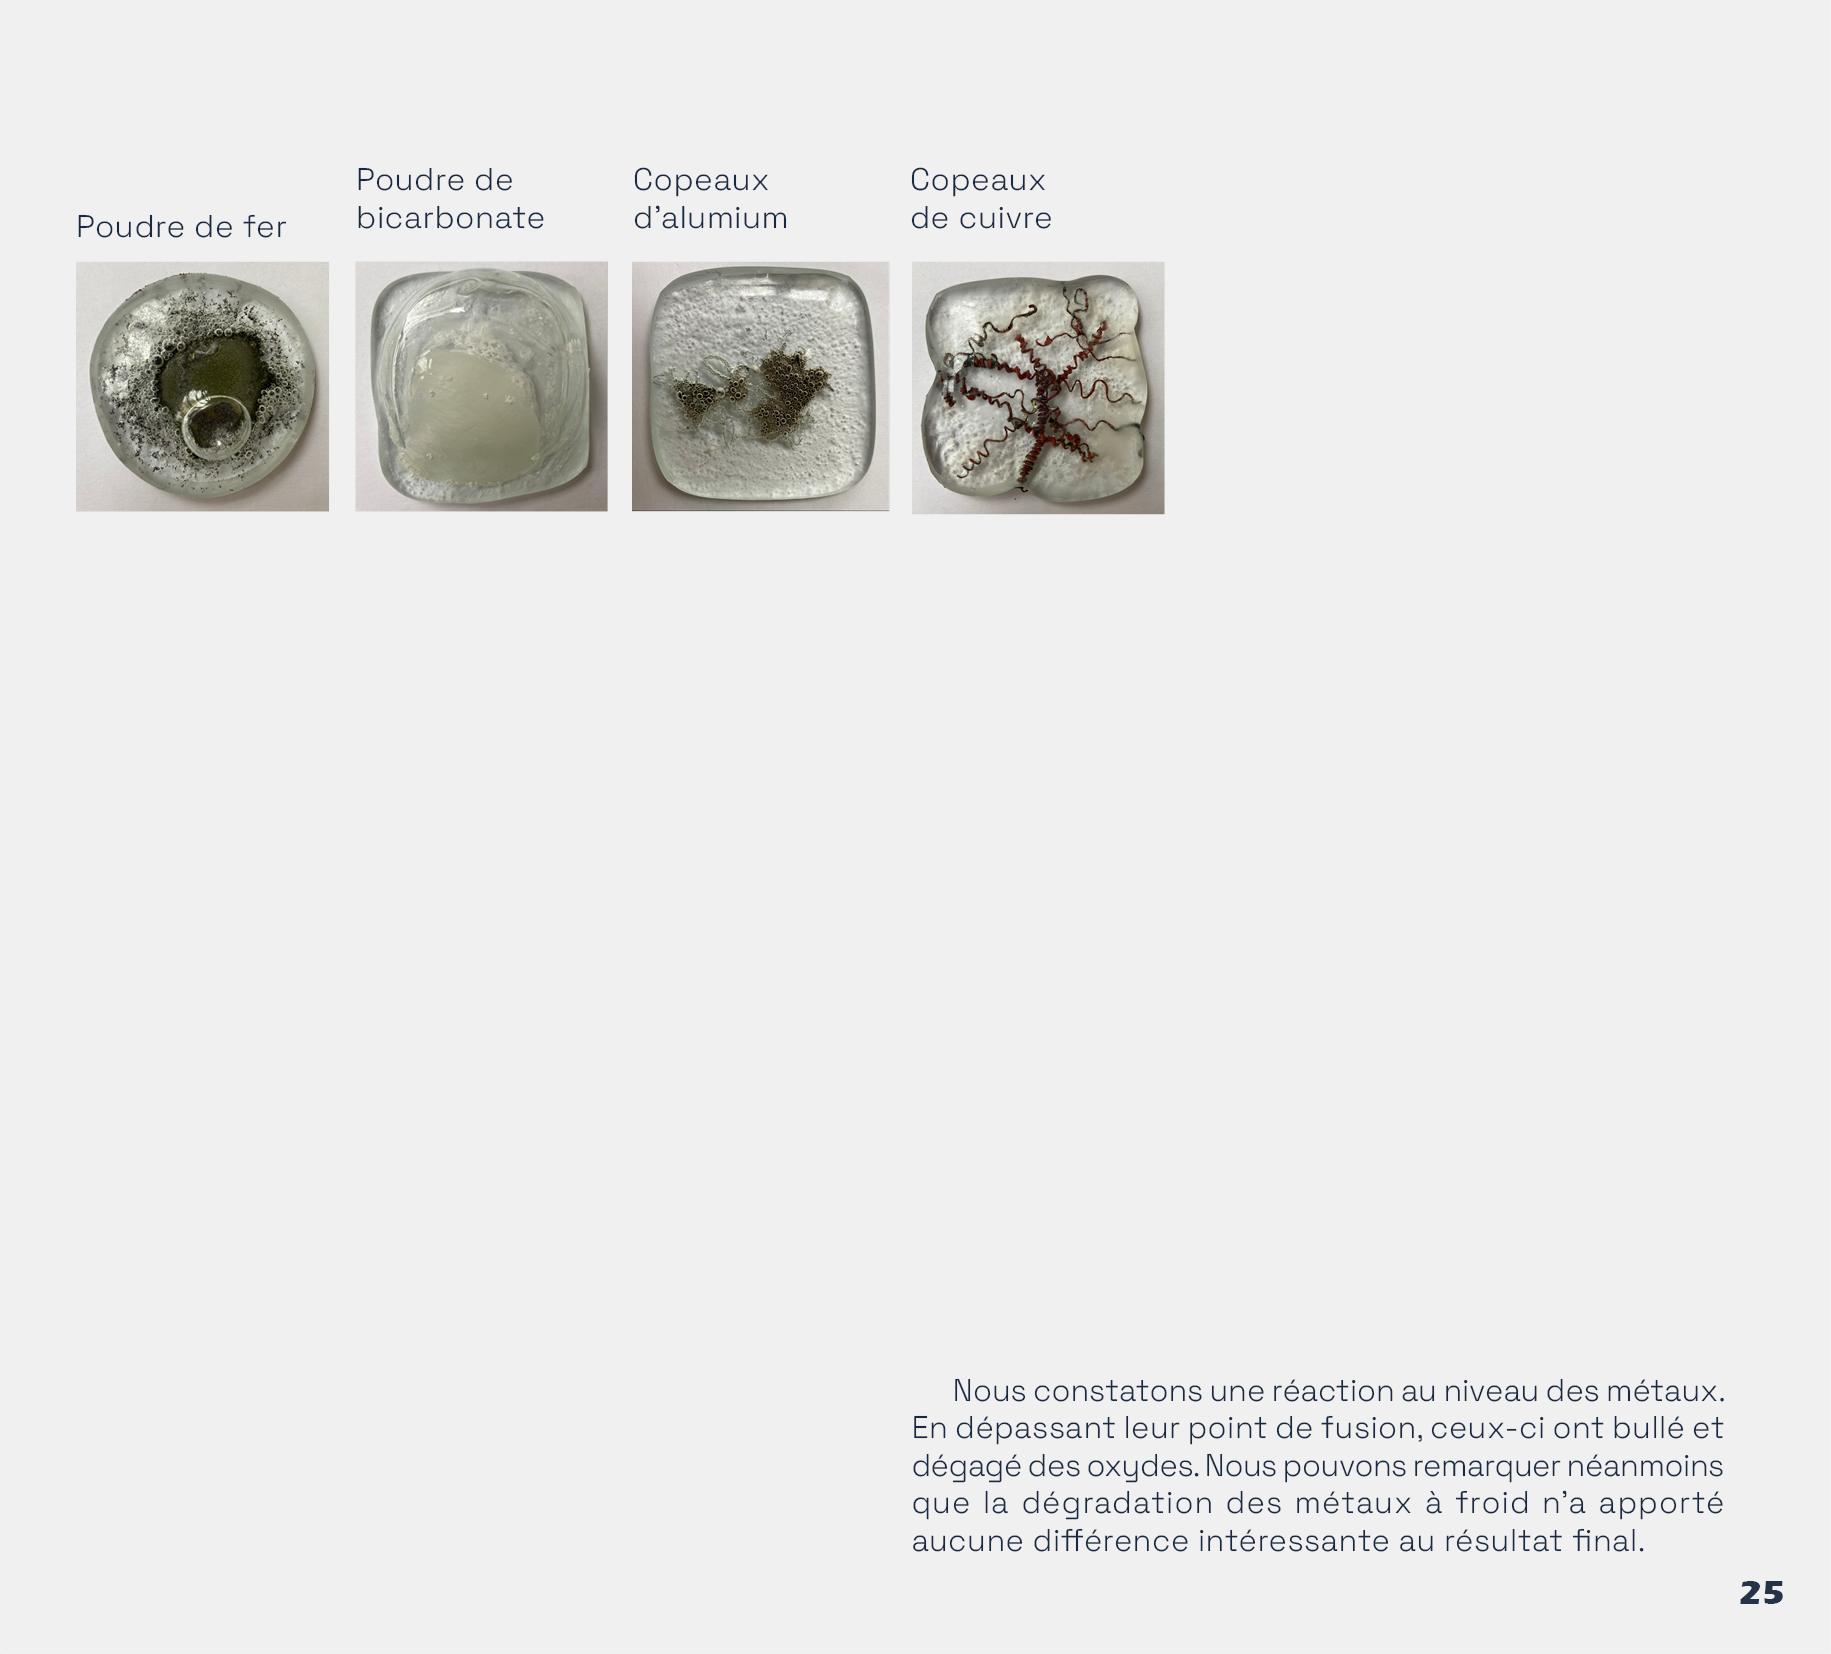 Poudre de fer
Poudre de
bicarbonate
Copeaux
d’alumium
Copeaux
de cuivre
Nous constatons une réaction au niveau des métaux.
En dépassant leur point de fusion, ceux-ci ont bullé et
dégagé des oxydes. Nous pouvons remarquer néanmoins
que la dégradation des métaux à froid n’a apporté
aucune différence intéressante au résultat final.
25